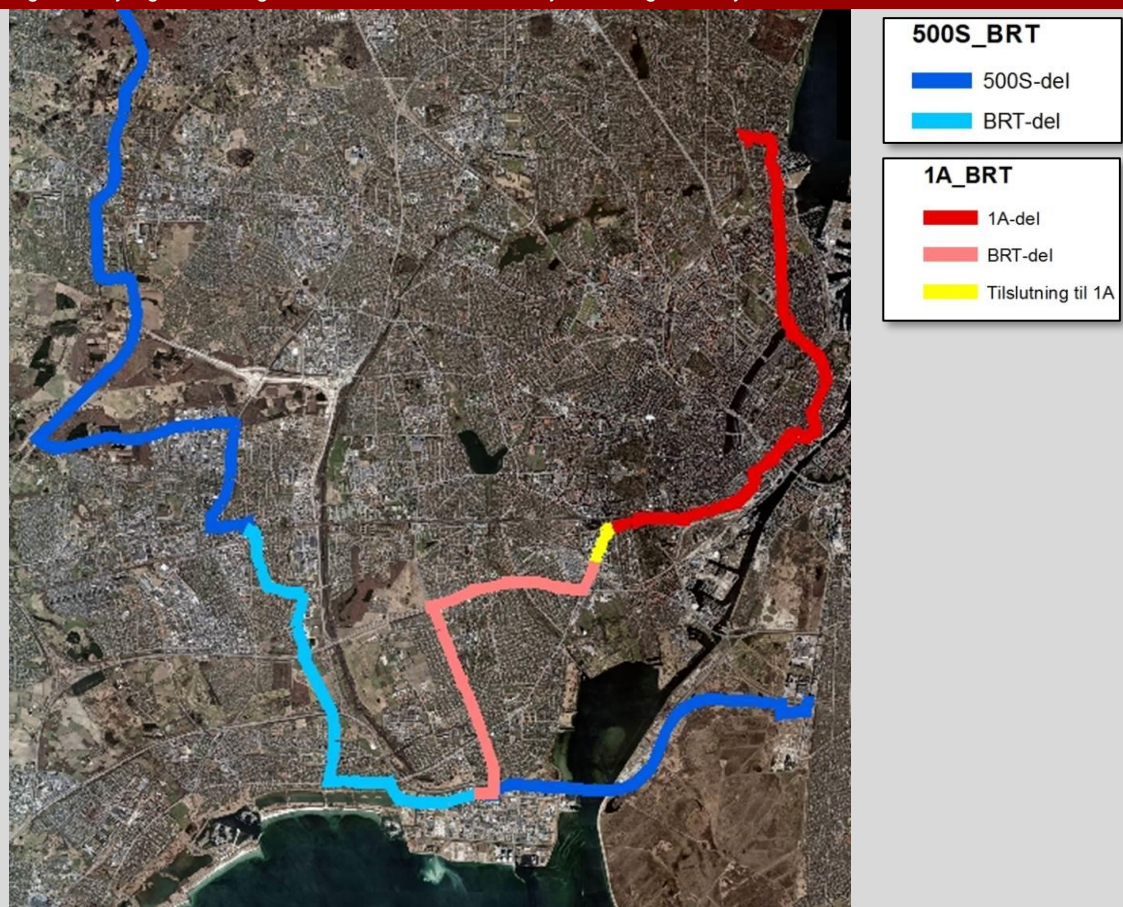 500S_BRT
500S-del
BRT-del
1A_BRT
1A-del
BRT-del
Tilslutning til 1A